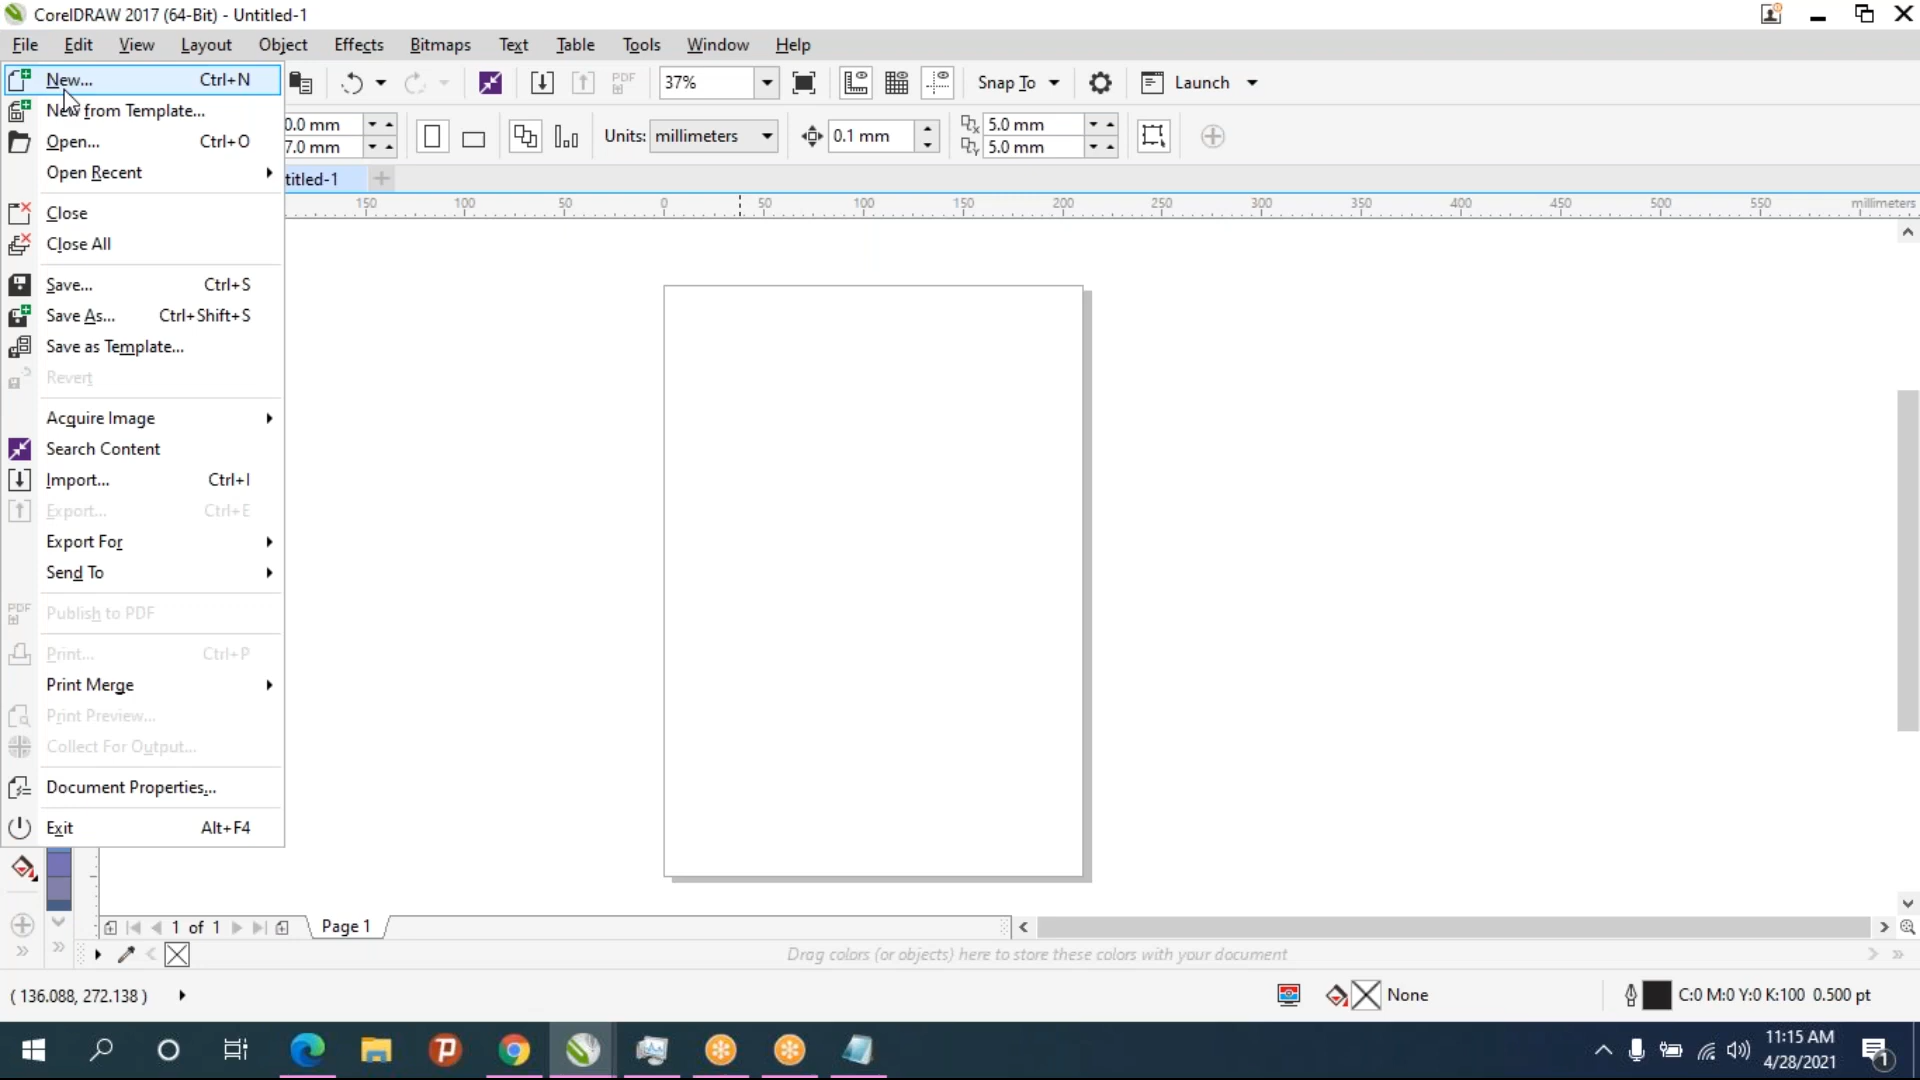 CorelDRAW 2017 (64-Bit) - Untitled-1
File Edit View Layout Object Effects Bitmaps Text Table Tools Window Help
New... Ctrl+N
PDF 37% Snap To Launch
New from Template...
0.0 mm
7.0 mm
Units: millimeters 0.1 mm
5.0 mm
5.0 mm
Open... Ctrl+O
Open Recent
titled-1
150 100 50 0 50 100 150 200 250 300 350 400 450 500 550 millimeters
Close
Close All
Save... Ctrl+S
Save As... Ctrl+Shift+S
Save as Template...
Revert
Acquire Image
Search Content
Import... Ctrl+I
Export... Ctrl+E
Export For
Send To
PDF Publish to PDF
Print... Ctrl+P
Print Merge
Print Preview...
Collect For Output...
Document Properties...
Exit Alt+F4
1 of 1 Page 1
Drag colors (or objects) here to store these colors with your document
( 136.088, 272.138 ) None C:0 M:0 Y:0 K:100 0.500 pt
11:15 AM
4/28/2021
1